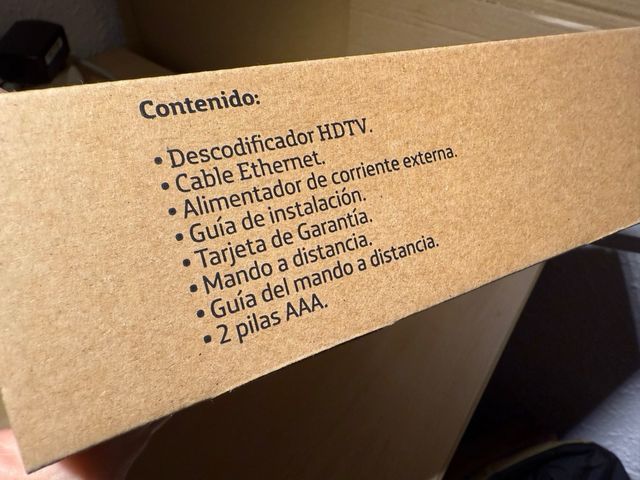 Contenido:
• Descodificador HDTV.
• Cable Ethernet.
• Alimentador de corriente externa.
• Guía de instalación.
• Tarjeta de Garantía.
• Mando a distancia.
• Guía del mando a distancia.
• 2 pilas AAA.